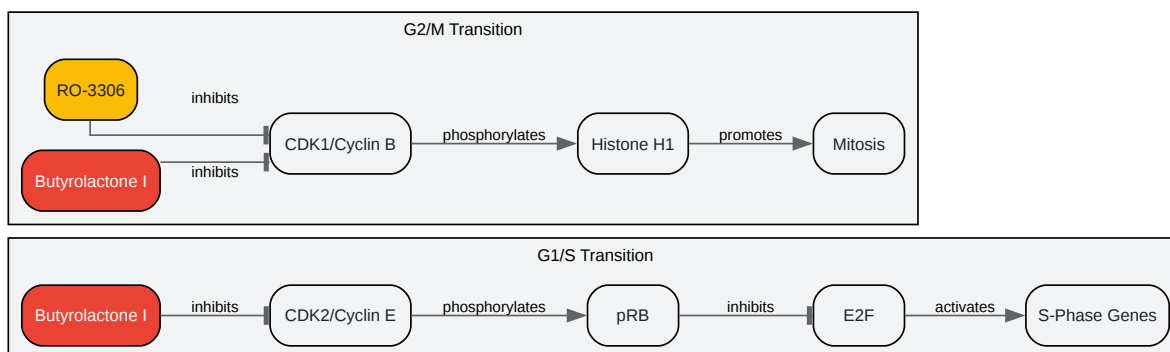 G2/M Transition
RO-3306
inhibits
CDK1/Cyclin B
phosphorylates
Histone H1
promotes
Mitosis
Butyrolactone I
inhibits
G1/S Transition
Butyrolactone I
inhibits
CDK2/Cyclin E
phosphorylates
pRB
inhibits
E2F
activates
S-Phase Genes